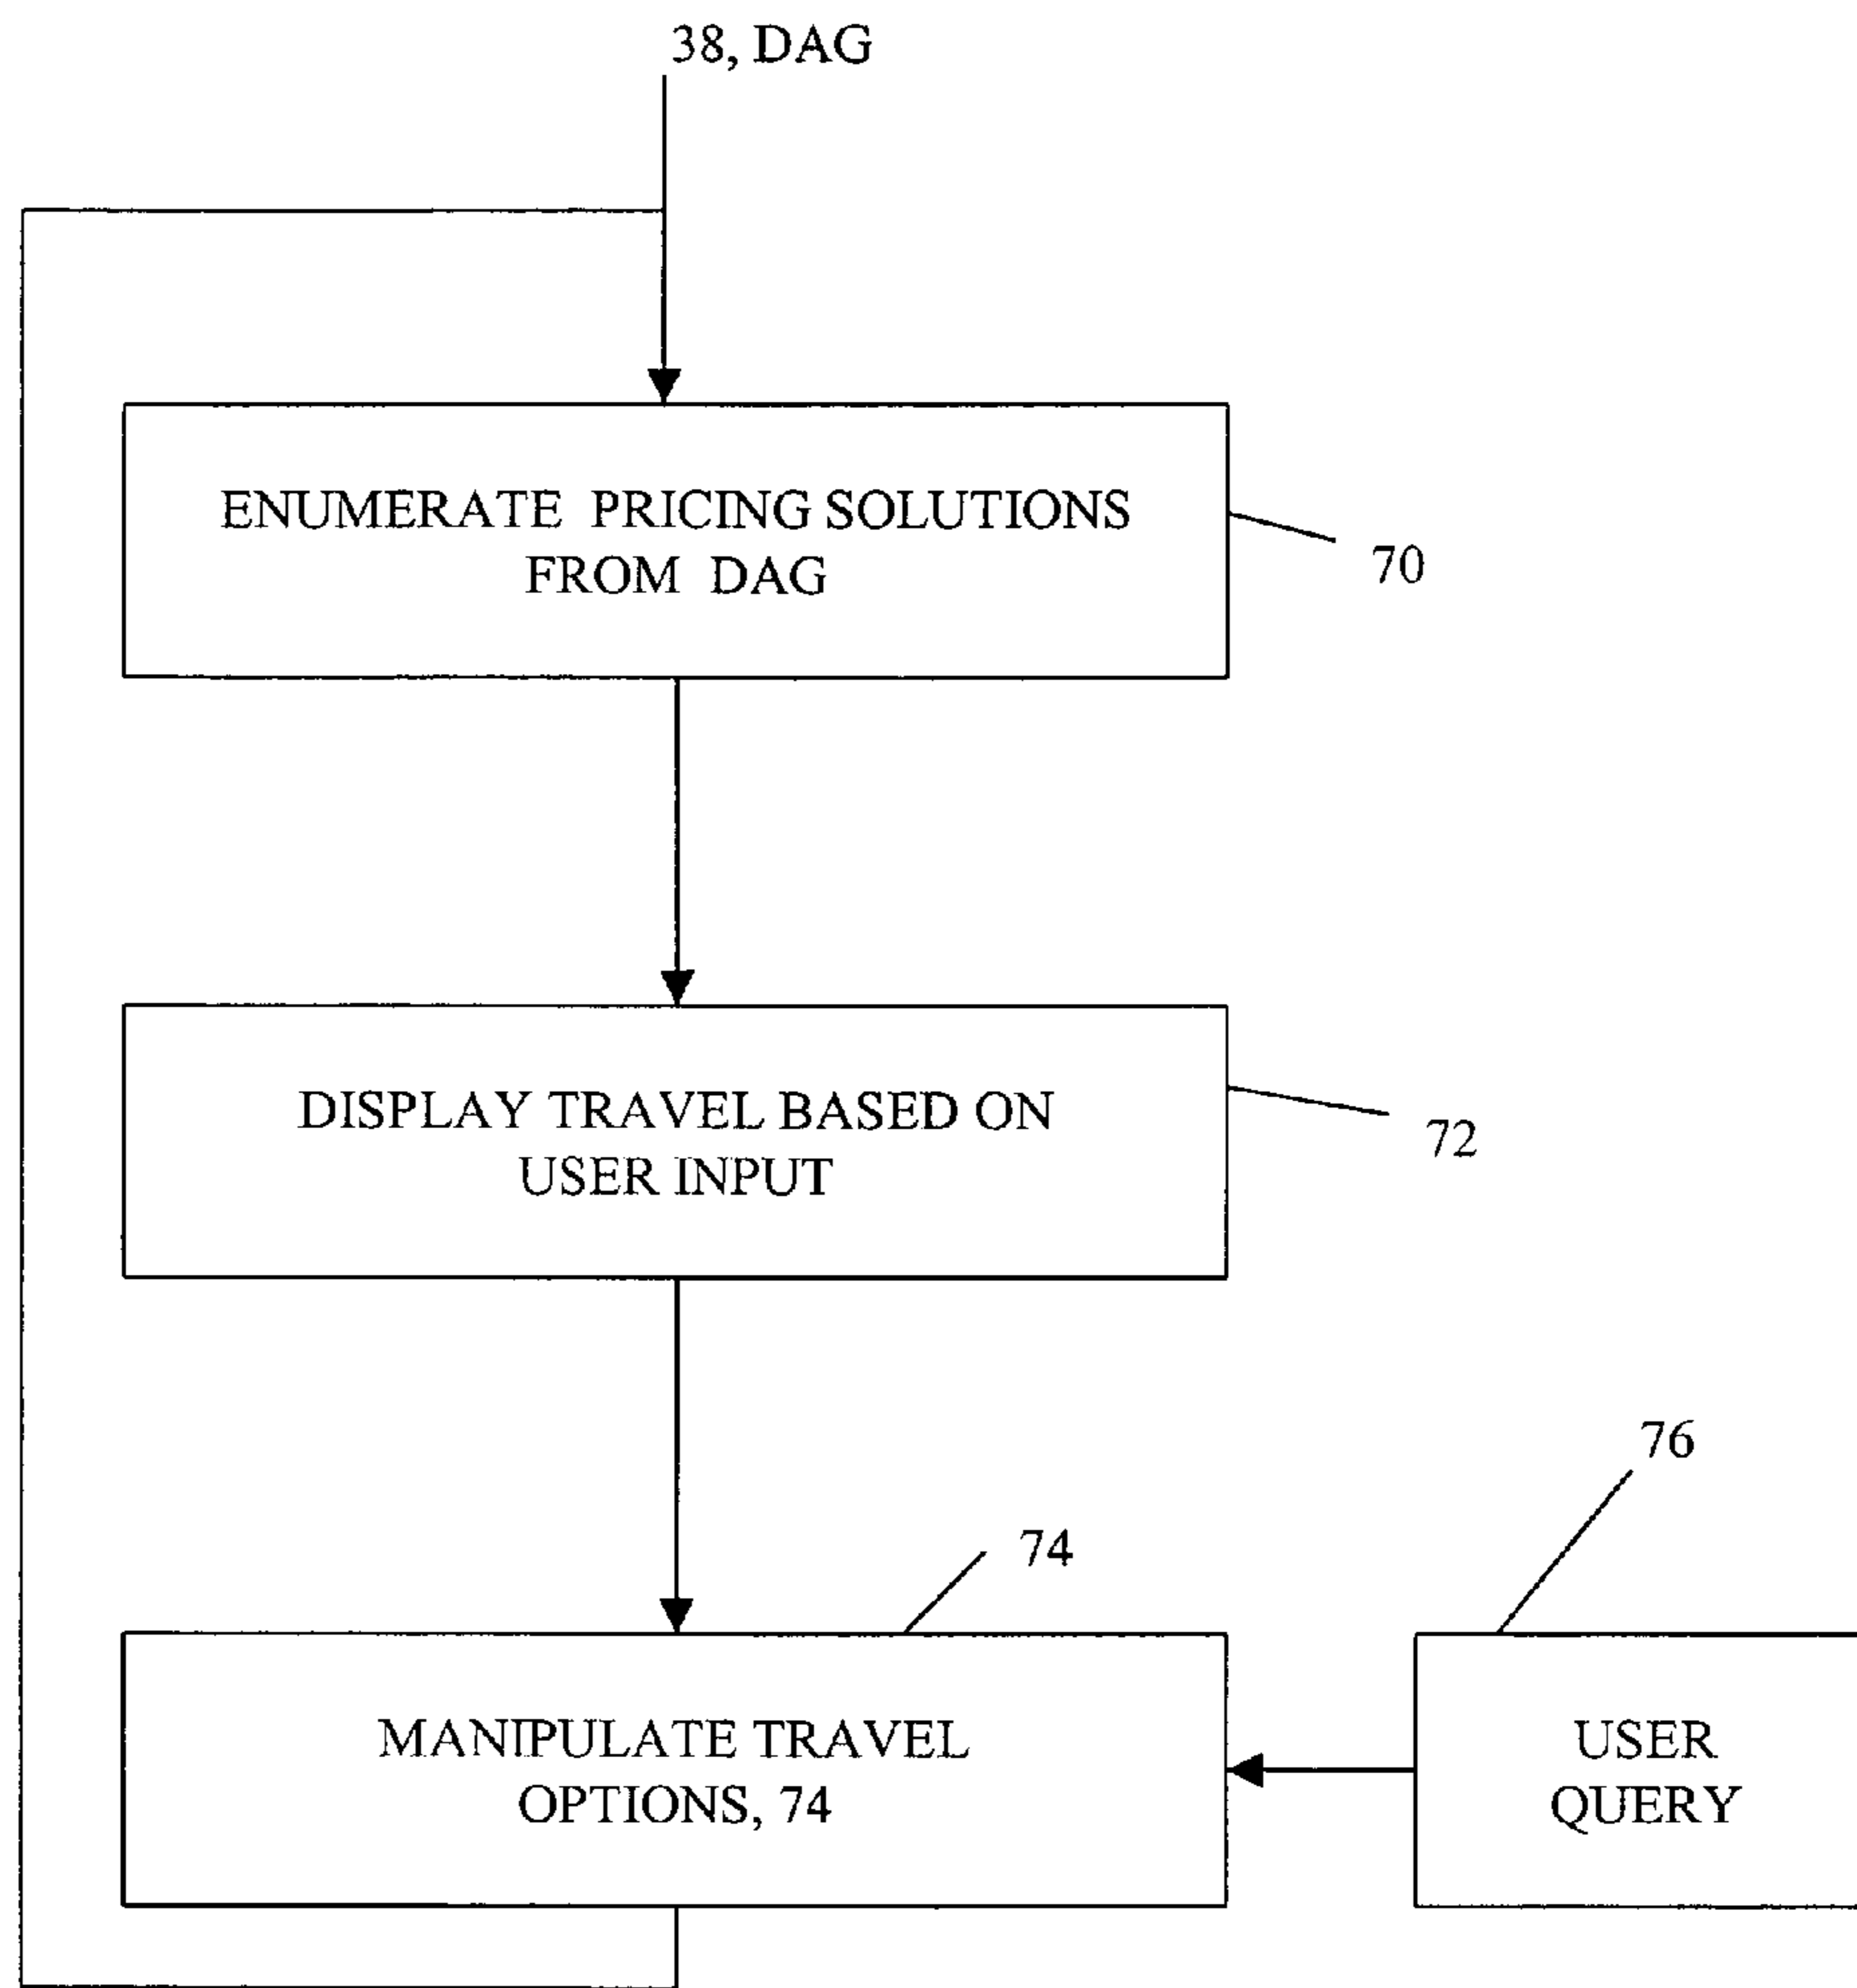 38, DAG
ENUMERATE PRICING SOLUTIONS
FROM DAG
70
DISPLAY TRAVEL BASED ON
USER INPUT
72
76
74
MANIPULATE TRAVEL
OPTIONS, 74
USER
QUERY